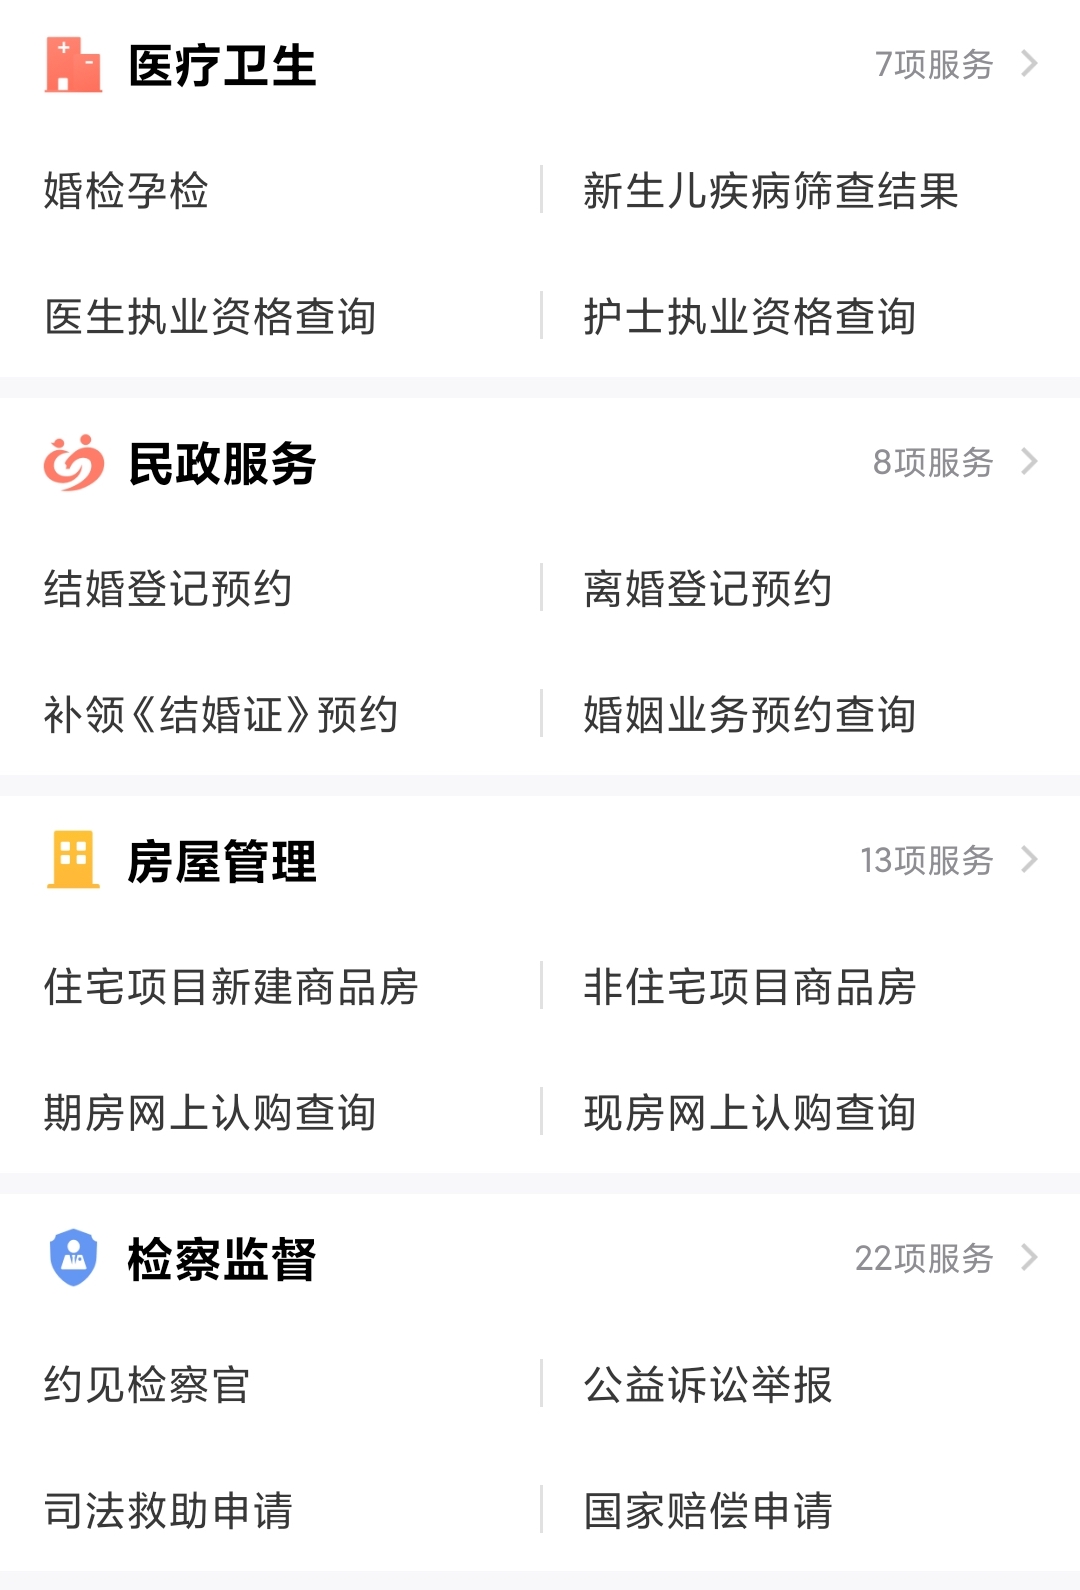 医疗卫生 7项服务
婚检孕检 新生儿疾病筛查结果
医生执业资格查询 护士执业资格查询
民政服务 8项服务
结婚登记预约 离婚登记预约
补领《结婚证》预约 婚姻业务预约查询
房屋管理 13项服务
住宅项目新建商品房 非住宅项目商品房
期房网上认购查询 现房网上认购查询
检察监督 22项服务
约见检察官 公益诉讼举报
司法救助申请 国家赔偿申请